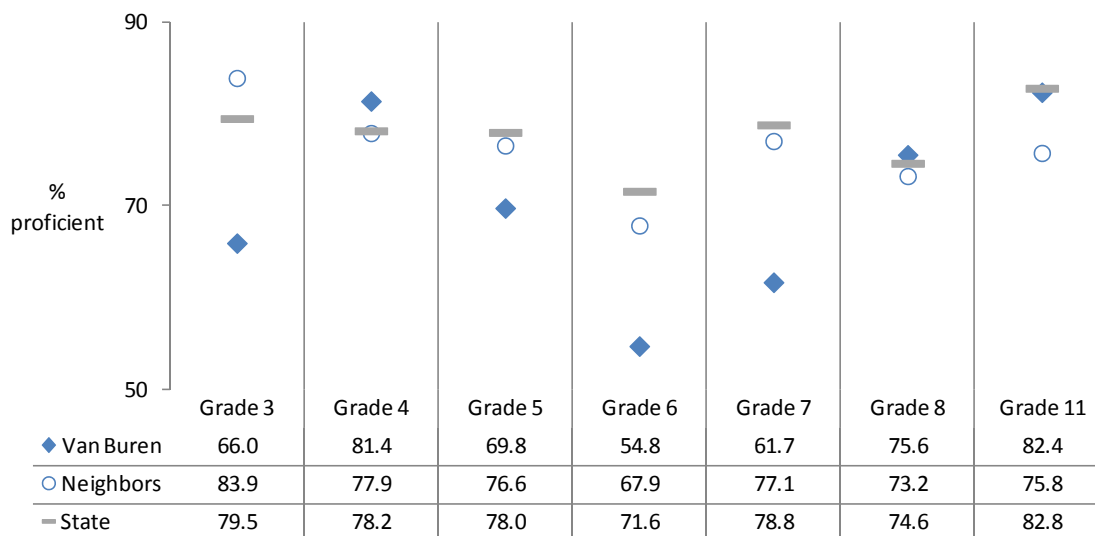 90
70
50
%
proficient
Grade 3 Grade 4 Grade 5 Grade 6 Grade 7 Grade 8 Grade 11
Van Buren 66.0 81.4 69.8 54.8 61.7 75.6 82.4
Neighbors 83.9 77.9 76.6 67.9 77.1 73.2 75.8
State 79.5 78.2 78.0 71.6 78.8 74.6 82.8